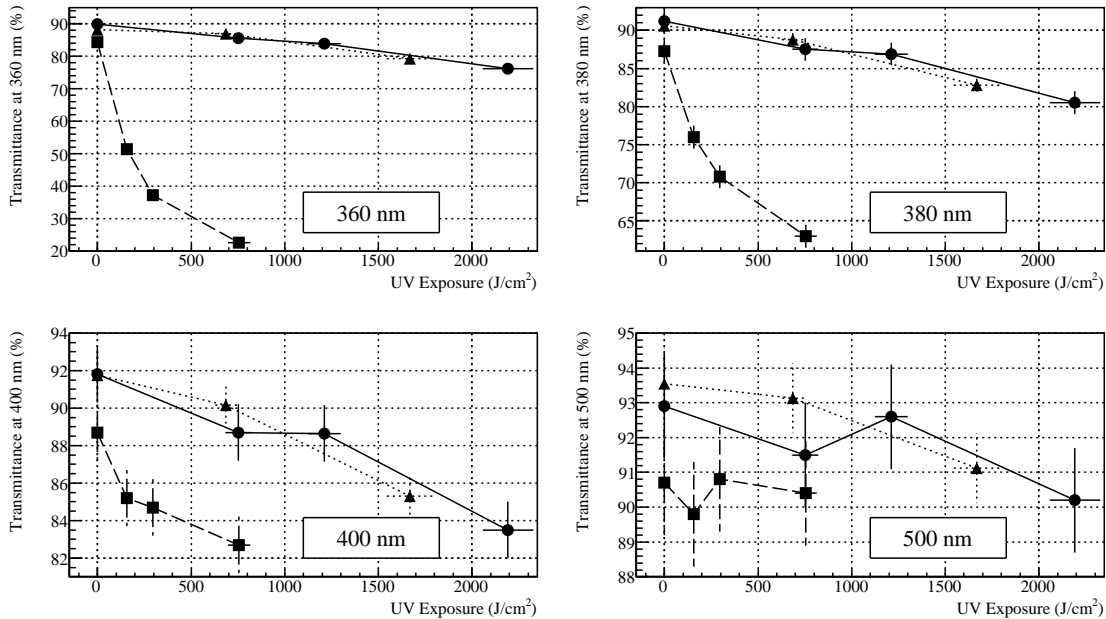 Transmittance at 360 nm (%)
90
80
70
60
50
40
30
20
360 nm
0 500 1000 1500 2000
UV Exposure (J/cm²)
Transmittance at 380 nm (%)
90
85
80
75
70
65
380 nm
0 500 1000 1500 2000
UV Exposure (J/cm²)
Transmittance at 400 nm (%)
94
92
90
88
86
84
82
400 nm
0 500 1000 1500 2000
UV Exposure (J/cm²)
Transmittance at 500 nm (%)
95
94
93
92
91
90
89
88
500 nm
0 500 1000 1500 2000
UV Exposure (J/cm²)